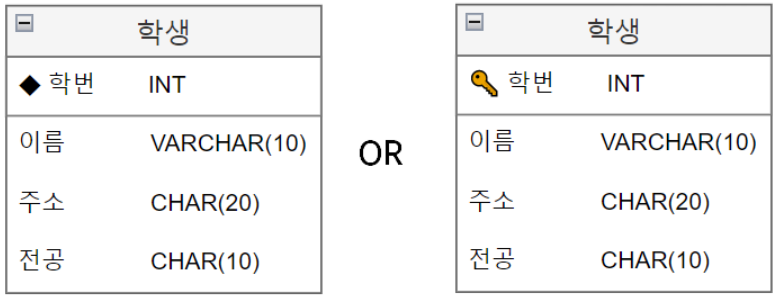 학생
◆ 학번 INT
이름 VARCHAR(10)
주소 CHAR(20)
전공 CHAR(10)
OR
학생
학번 INT
이름 VARCHAR(10)
주소 CHAR(20)
전공 CHAR(10)